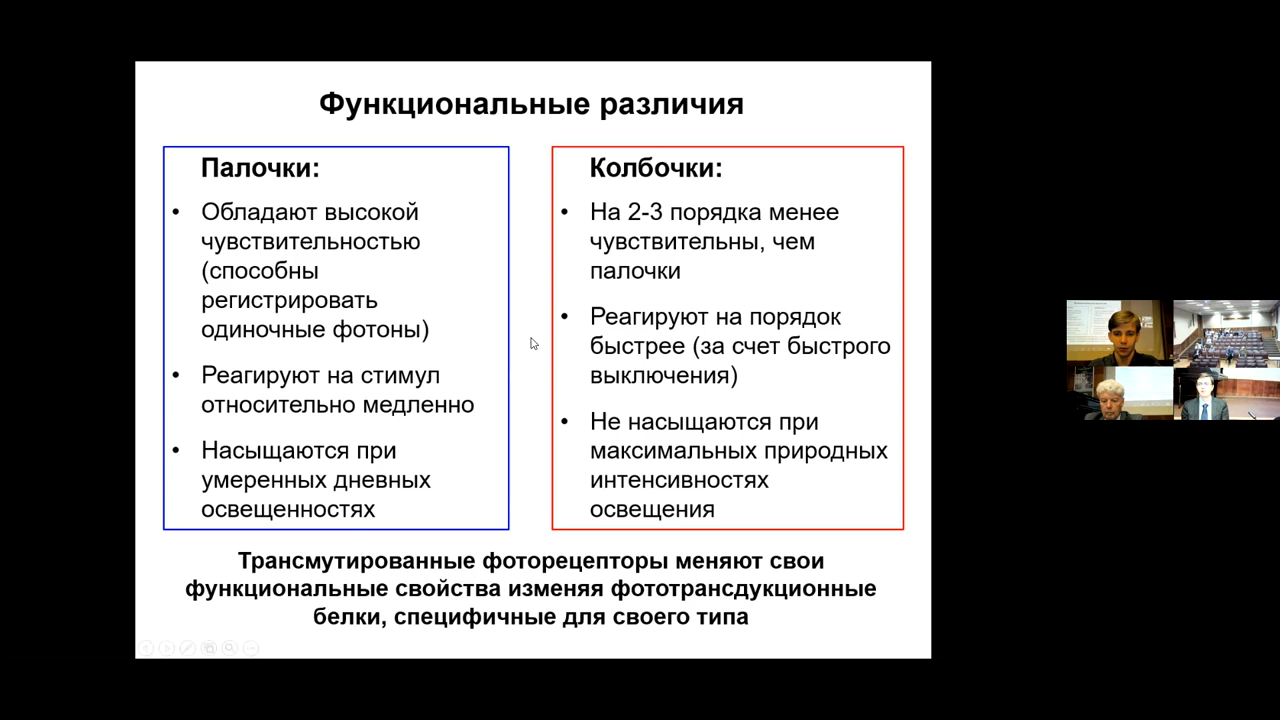 Функциональные различия
Палочки:
• Обладают высокой
чувствительностью
(способны
регистрировать
одиночные фотоны)
• Реагируют на стимул
относительно медленно
• Насыщаются при
умеренных дневных
освещенностях
Колбочки:
• На 2-3 порядка менее
чувствительны, чем
палочки
• Реагируют на порядок
быстрее (за счет быстрого
выключения)
• Не насыщаются при
максимальных природных
интенсивностях
освещения
Трансмутированные фоторецепторы меняют свои
функциональные свойства изменяя фототрансдукционные
белки, специфичные для своего типа